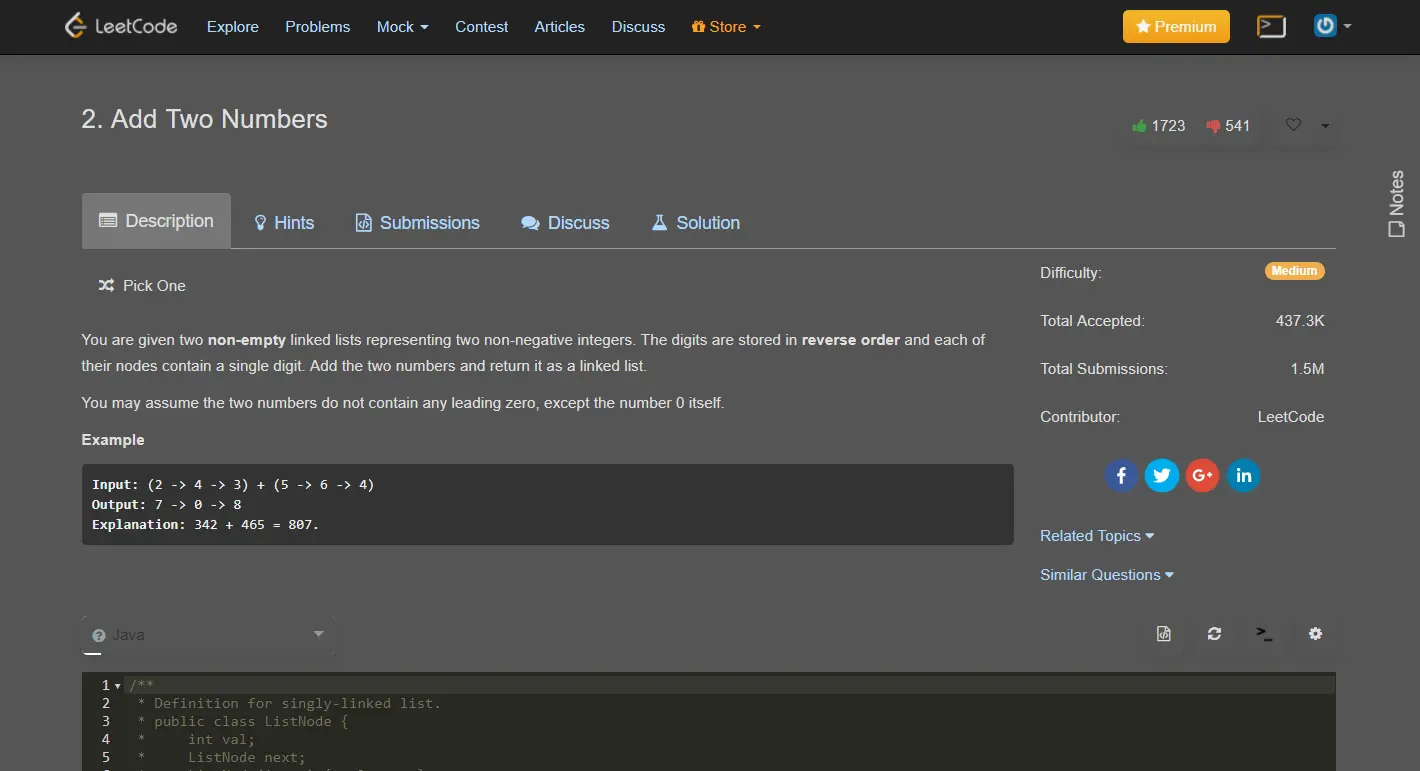 LeetCode Explore Problems Mock Contest Articles Discuss Store Premium
2. Add Two Numbers
1723 541
Notes
Description Hints Submissions Discuss Solution
Pick One
You are given two non-empty linked lists representing two non-negative integers. The digits are stored in reverse order and each of
their nodes contain a single digit. Add the two numbers and return it as a linked list.
You may assume the two numbers do not contain any leading zero, except the number 0 itself.
Example
Input: (2 -> 4 -> 3) + (5 -> 6 -> 4)
Output: 7 -> 0 -> 8
Explanation: 342 + 465 = 807.
Difficulty: Medium
Total Accepted: 437.3K
Total Submissions: 1.5M
Contributor: LeetCode
Related Topics
Similar Questions
Java
1 /**
2 * Definition for singly-linked list.
3 * public class ListNode {
4 * int val;
5 * ListNode next;